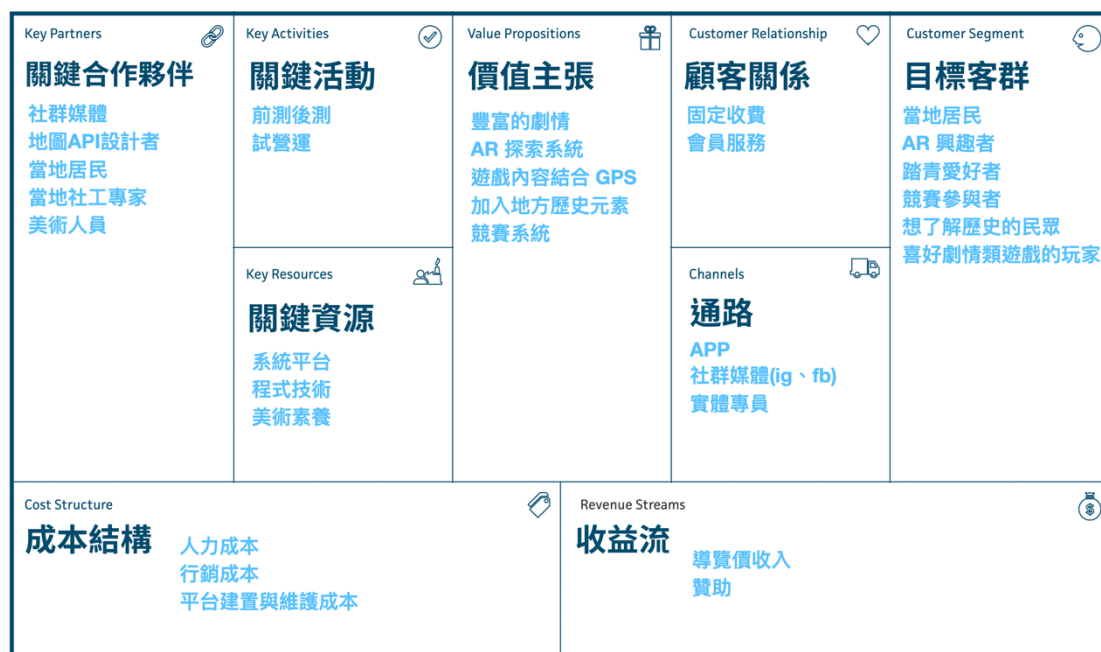 Key Partners
關鍵合作夥伴
社群媒體
地圖API設計者
當地居民
當地社工專家
美術人員
Key Activities
關鍵活動
前測後測
試營運
Key Resources
關鍵資源
系統平台
程式技術
美術素養
Value Propositions
價值主張
豐富的劇情
AR 探索系統
遊戲內容結合 GPS
加入地方歷史元素
競賽系統
Customer Relationship
顧客關係
固定收費
會員服務
Channels
通路
APP
社群媒體(ig、fb)
實體專員
Customer Segment
目標客群
當地居民
AR 興趣者
踏青愛好者
競賽參與者
想了解歷史的民眾
喜好劇情類遊戲的玩家
Cost Structure
成本結構
人力成本
行銷成本
平台建置與維護成本
Revenue Streams
收益流
導覽價收入
贊助